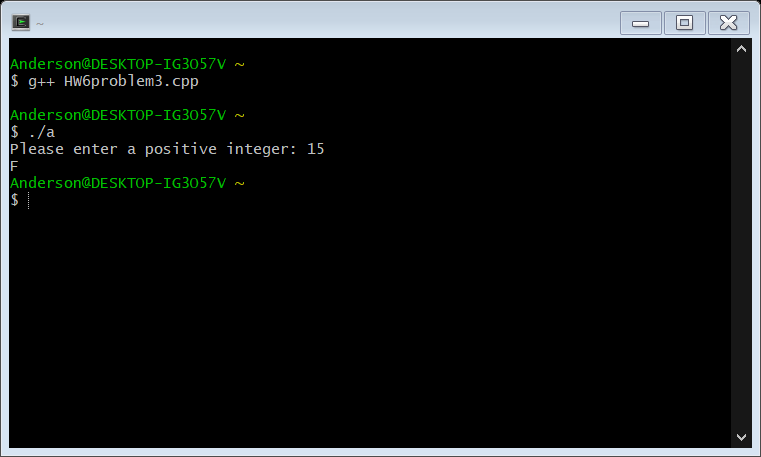 ~
Anderson@DESKTOP-IG3O57V ~
$ g++ HW6problem3.cpp
Anderson@DESKTOP-IG3O57V ~
$ ./a
Please enter a positive integer: 15
F
Anderson@DESKTOP-IG3O57V ~
$